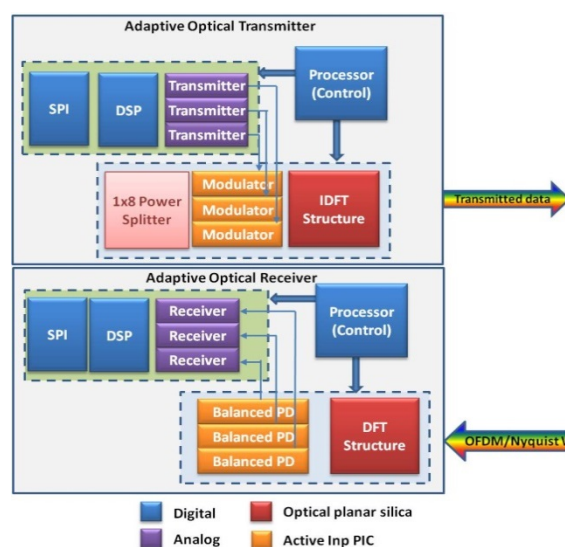 Adaptive Optical Transmitter
SPI
DSP
Transmitter
Transmitter
Transmitter
Processor
(Control)
1x8 Power
Splitter
Modulator
Modulator
Modulator
IDFT
Structure
Transmitted data
Adaptive Optical Receiver
SPI
DSP
Receiver
Receiver
Receiver
Processor
(Control)
Balanced PD
Balanced PD
Balanced PD
DFT
Structure
OFDM/Nyquist
Digital
Optical planar silica
Analog
Active Inp PIC